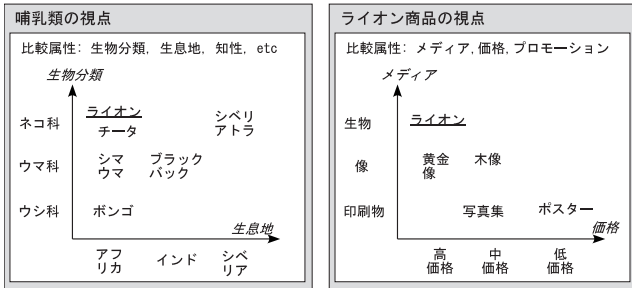 哺乳類の視点
比較属性: 生物分類, 生息地, 知性, etc
生物分類
ネコ科
ライオン
チータ
シベリ
アトラ
ウマ科
シマ
ウマ
ブラック
バック
ウシ科
ボンゴ
生息地
アフ
リカ
インド
シベ
リア
ライオン商品の視点
比較属性: メディア, 価格, プロモーション
メディア
生物
ライオン
像
黄金
像
木像
印刷物
写真集
ポスター
価格
高
価格
中
価格
低
価格